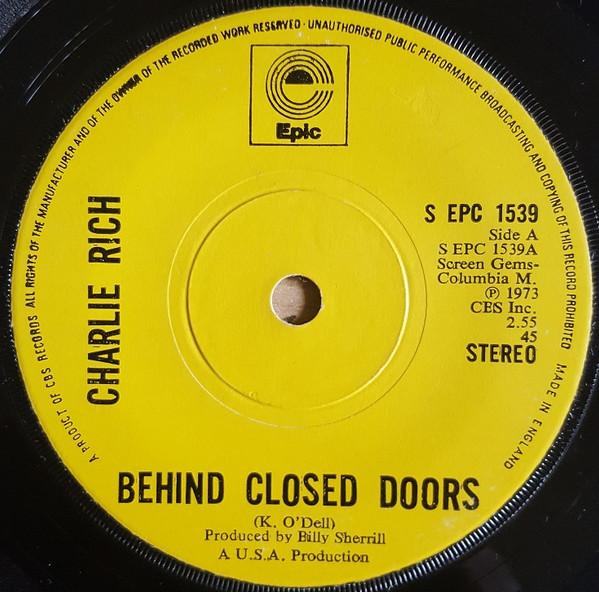 A PRODUCT OF CBS RECORDS ALL RIGHTS OF THE MANUFACTURER AND OF THE OWNER OF THE RECORDED WORK RESERVED · UNAUTHORISED PUBLIC PERFORMANCE BROADCASTING AND COPYING OF THIS RECORD PROHIBITED MADE IN ENGLAND
Epic
CHARLIE RICH
S EPC 1539
Side A
S EPC 1539A
Screen Gems-
Columbia M.
Ⓟ 1973
CBS Inc.
2.55
45
STEREO
BEHIND CLOSED DOORS
(K. O'Dell)
Produced by Billy Sherrill
A U.S.A. Production